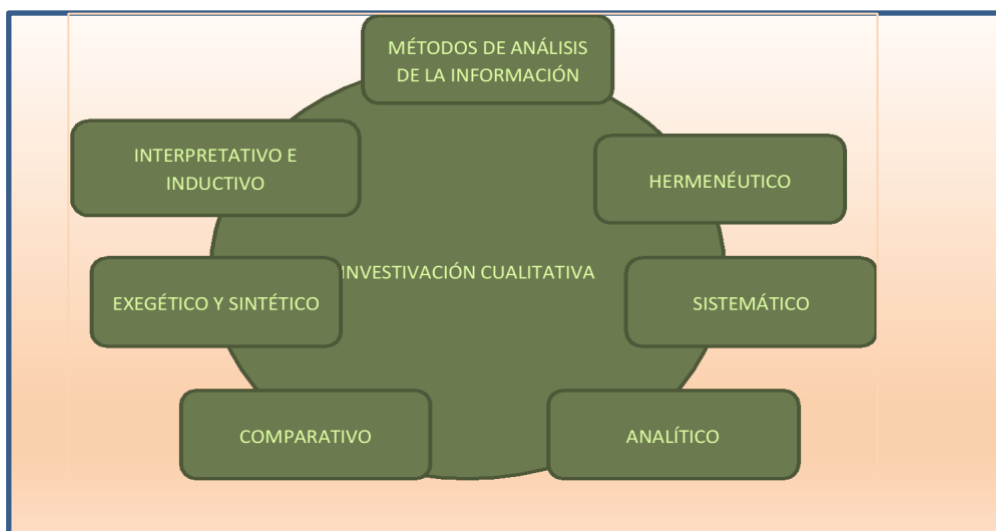 MÉTODOS DE ANÁLISIS
DE LA INFORMACIÓN
INTERPRETATIVO E
INDUCTIVO
HERMENÉUTICO
INVESTIVACIÓN CUALITATIVA
EXEGÉTICO Y SINTÉTICO
SISTEMÁTICO
COMPARATIVO
ANALÍTICO